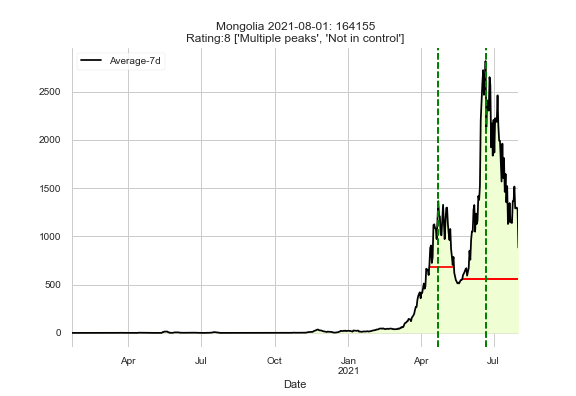 Mongolia 2021-08-01: 164155
Rating:8 ['Multiple peaks', 'Not in control']
Average-7d
2500
2000
1500
1000
500
0
Apr
Jul
Oct
Jan
2021
Apr
Jul
Date